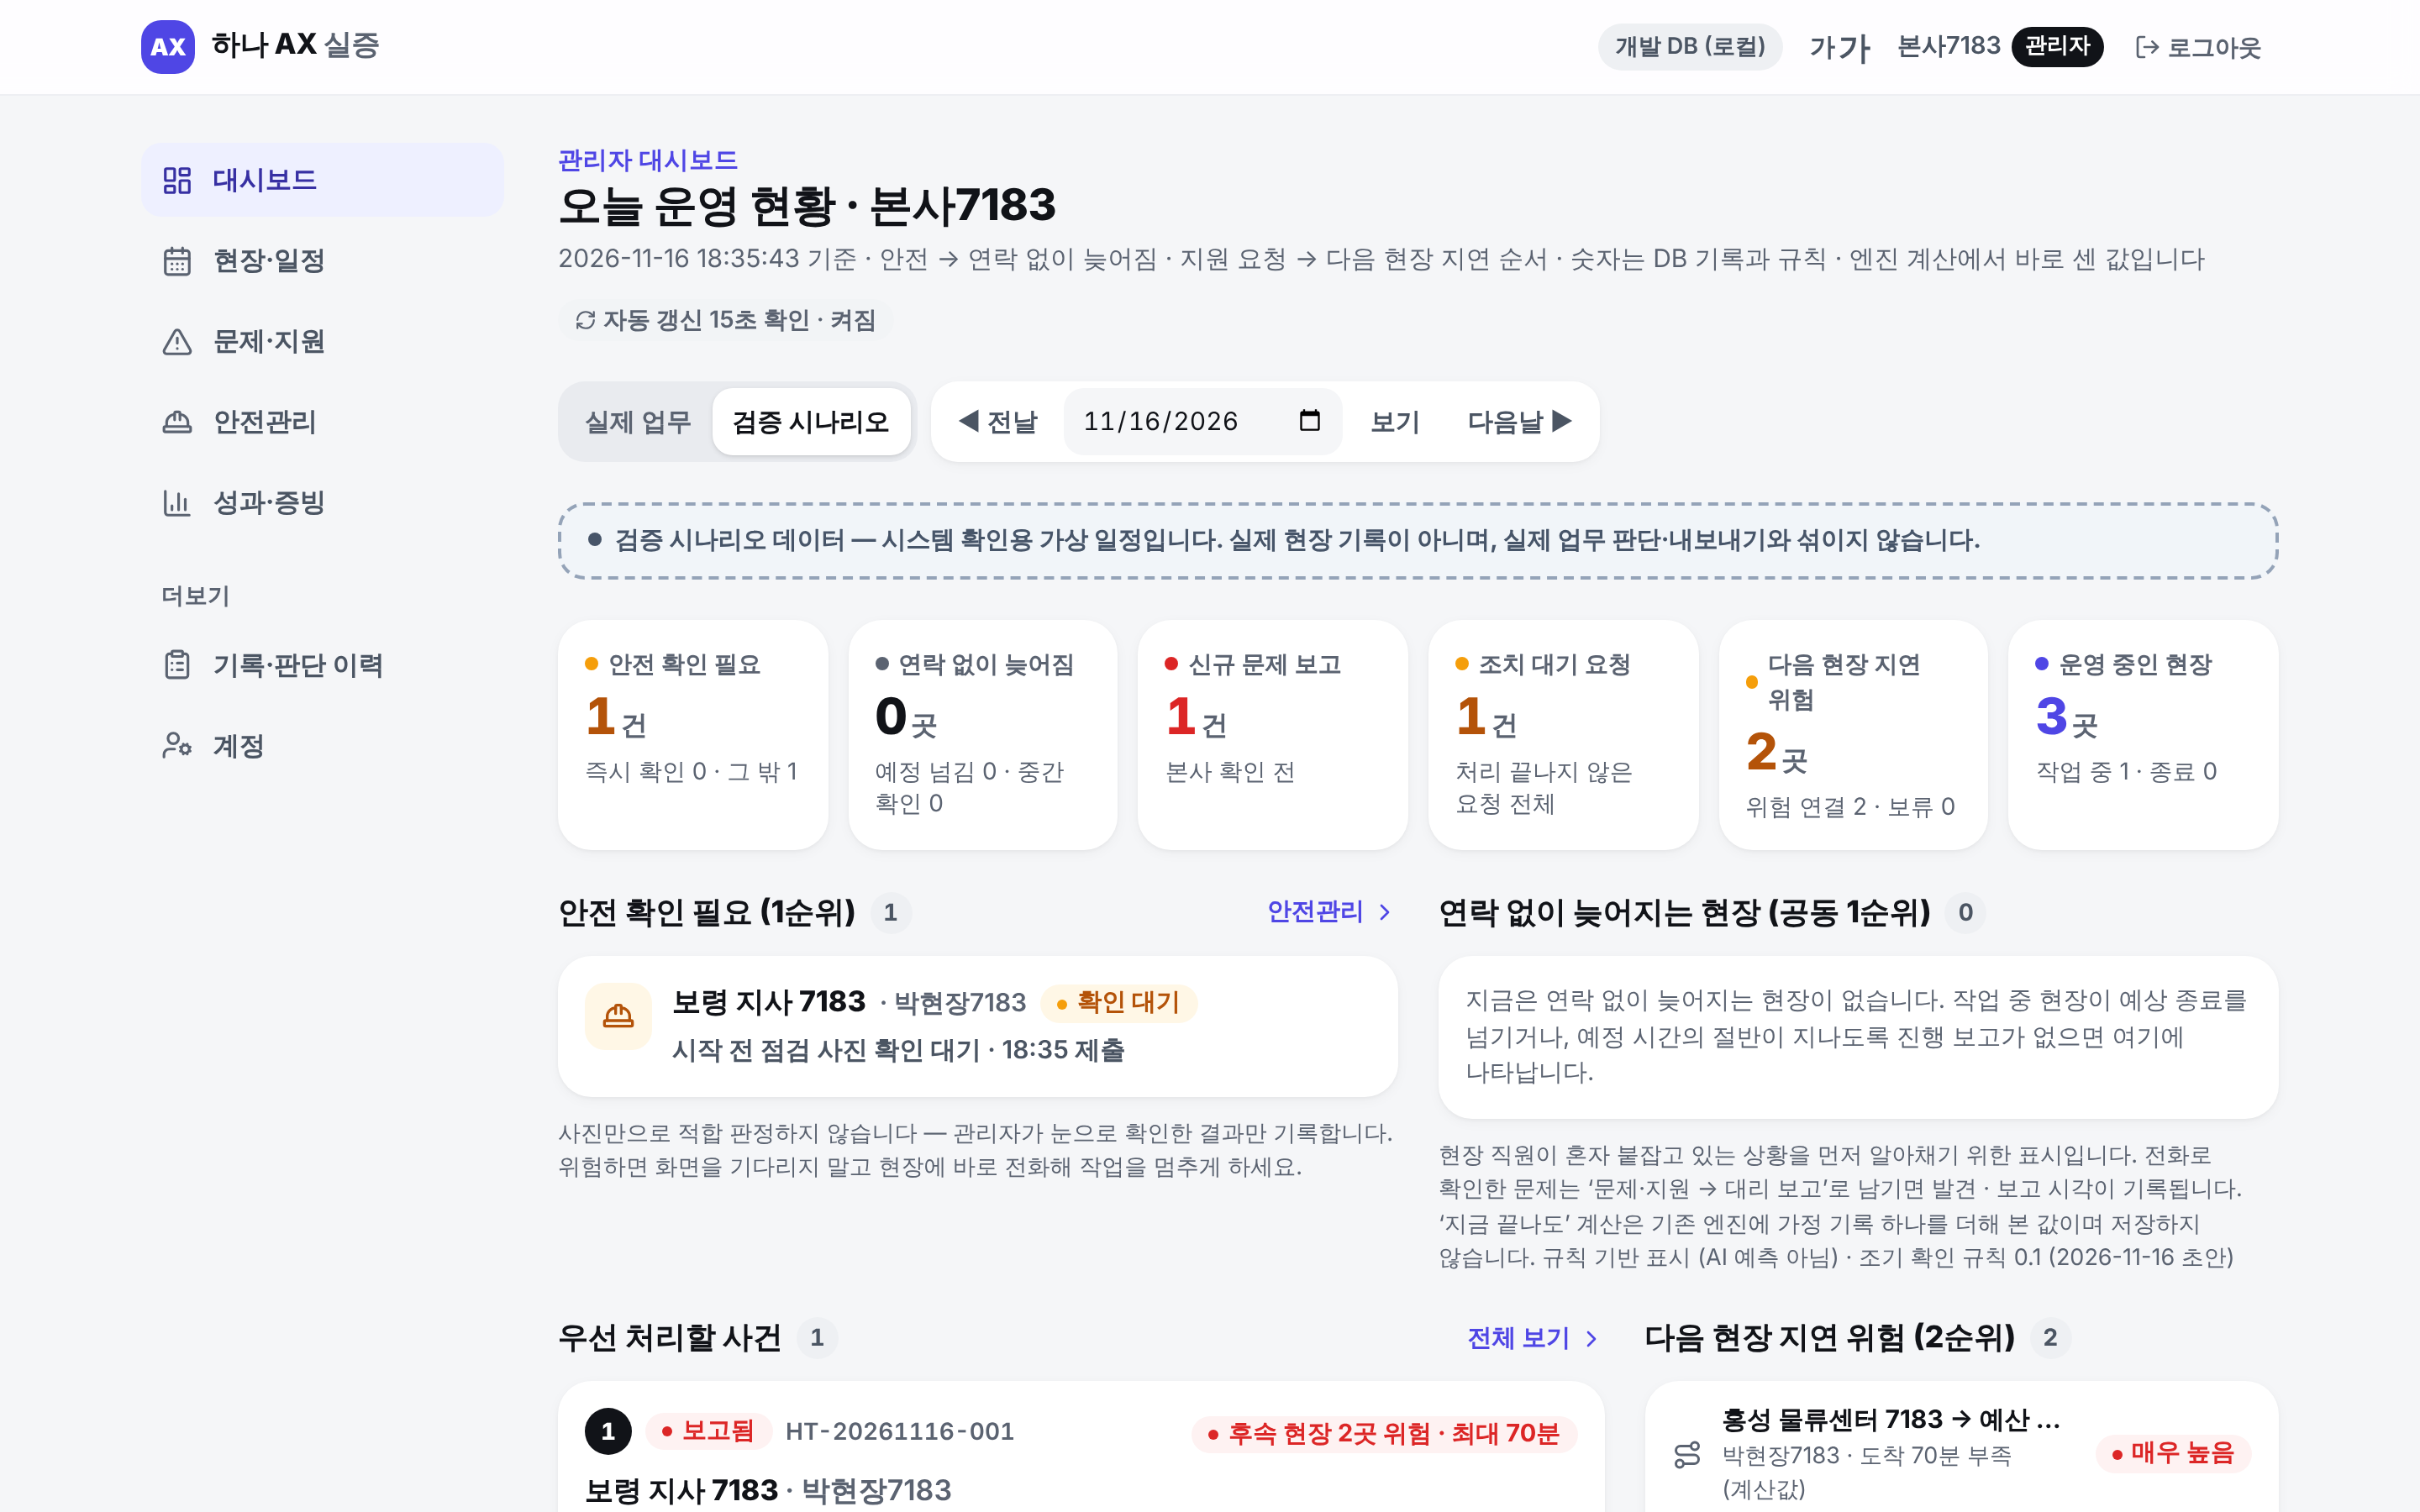 AX 하나 AX 실증
개발 DB (로컬) 가가 본사7183 관리자 로그아웃
대시보드
현장·일정
문제·지원
안전관리
성과·증빙
더보기
기록·판단 이력
계정
관리자 대시보드
오늘 운영 현황 · 본사7183
2026-11-16 18:35:43 기준 · 안전 → 연락 없이 늦어짐 · 지원 요청 → 다음 현장 지연 순서 · 숫자는 DB 기록과 규칙 · 엔진 계산에서 바로 센 값입니다
자동 갱신 15초 확인 · 켜짐
실제 업무 검증 시나리오 ◀ 전날 11/16/2026 보기 다음날 ▶
검증 시나리오 데이터 — 시스템 확인용 가상 일정입니다. 실제 현장 기록이 아니며, 실제 업무 판단·내보내기와 섞이지 않습니다.
안전 확인 필요
1 건
즉시 확인 0 · 그 밖 1
연락 없이 늦어짐
0 곳
예정 넘김 0 · 중간
확인 0
신규 문제 보고
1 건
본사 확인 전
조치 대기 요청
1 건
처리 끝나지 않은
요청 전체
다음 현장 지연
위험
2 곳
위험 연결 2 · 보류 0
운영 중인 현장
3 곳
작업 중 1 · 종료 0
안전 확인 필요 (1순위) 1 안전관리
보령 지사 7183 · 박현장7183 확인 대기
시작 전 점검 사진 확인 대기 · 18:35 제출
사진만으로 적합 판정하지 않습니다 — 관리자가 눈으로 확인한 결과만 기록합니다.
위험하면 화면을 기다리지 말고 현장에 바로 전화해 작업을 멈추게 하세요.
연락 없이 늦어지는 현장 (공동 1순위) 0
지금은 연락 없이 늦어지는 현장이 없습니다. 작업 중 현장이 예상 종료를
넘기거나, 예정 시간의 절반이 지나도록 진행 보고가 없으면 여기에
나타납니다.
현장 직원이 혼자 붙잡고 있는 상황을 먼저 알아채기 위한 표시입니다. 전화로
확인한 문제는 ‘문제·지원 → 대리 보고’로 남기면 발견 · 보고 시각이 기록됩니다.
‘지금 끝나도’ 계산은 기존 엔진에 가정 기록 하나를 더해 본 값이며 저장하지
않습니다. 규칙 기반 표시 (AI 예측 아님) · 조기 확인 규칙 0.1 (2026-11-16 초안)
우선 처리할 사건 1 전체 보기
1 보고됨 HT-20261116-001 후속 현장 2곳 위험 · 최대 70분
보령 지사 7183 · 박현장7183
다음 현장 지연 위험 (2순위) 2
홍성 물류센터 7183 → 예산 ...
박현장7183 · 도착 70분 부족
(계산값)
매우 높음